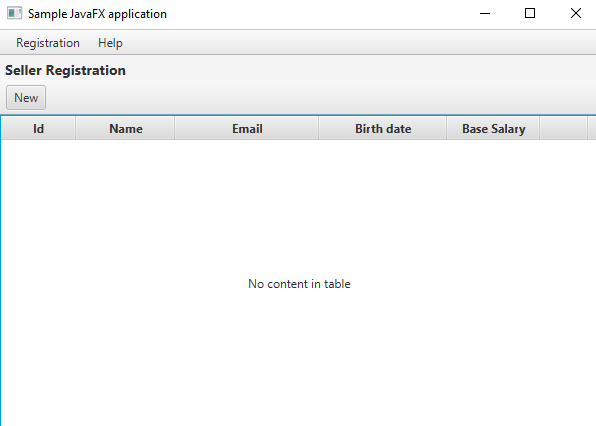 Sample JavaFX application
Registration Help
Seller Registration
New
Id Name Email Birth date Base Salary
No content in table